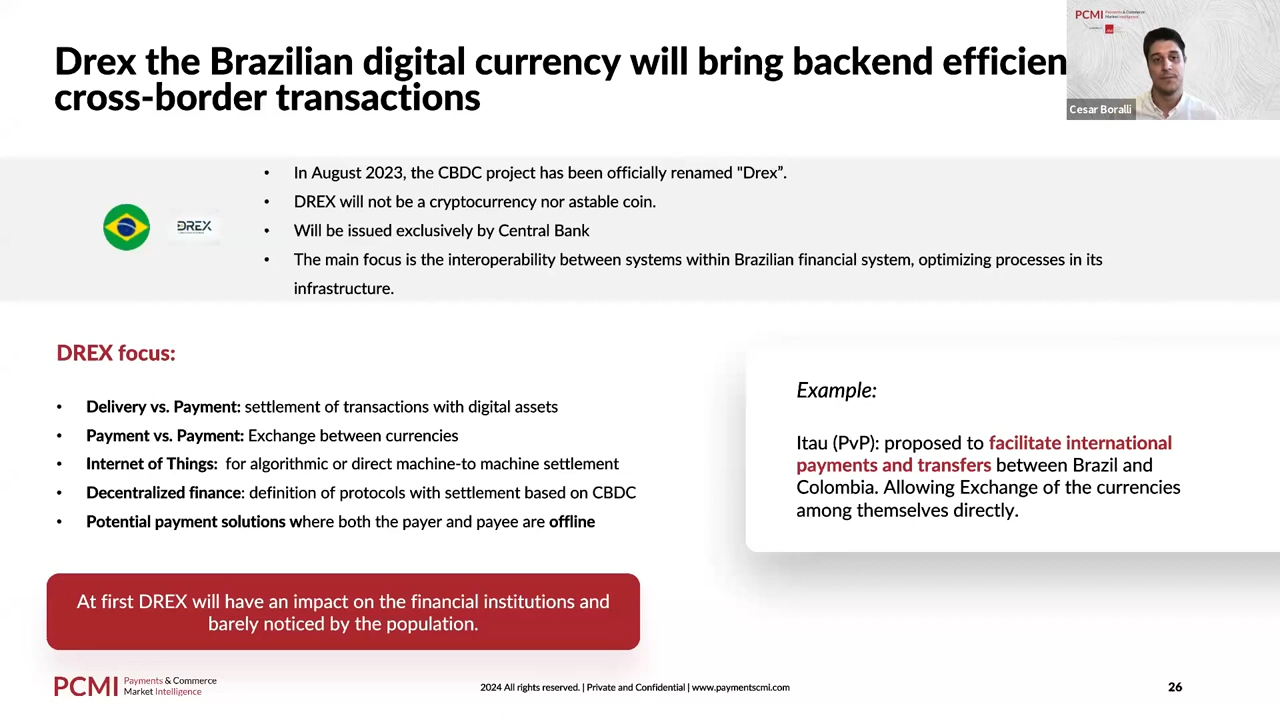 Drex the Brazilian digital currency will bring backend efficien
cross-border transactions
PCMI Payments & Commerce
Market Intelligence
Cesar Boralli
• In August 2023, the CBDC project has been officially renamed "Drex”.
• DREX will not be a cryptocurrency nor astable coin.
• Will be issued exclusively by Central Bank
• The main focus is the interoperability between systems within Brazilian financial system, optimizing processes in its
infrastructure.
DREX
DREX focus:
• Delivery vs. Payment: settlement of transactions with digital assets
• Payment vs. Payment: Exchange between currencies
• Internet of Things:  for algorithmic or direct machine-to machine settlement
• Decentralized finance: definition of protocols with settlement based on CBDC
• Potential payment solutions where both the payer and payee are offline
Example:
Itau (PvP): proposed to facilitate international
payments and transfers between Brazil and
Colombia. Allowing Exchange of the currencies
among themselves directly.
At first DREX will have an impact on the financial institutions and
barely noticed by the population.
PCMI Payments & Commerce
Market Intelligence
2024 All rights reserved. | Private and Confidential | www.paymentscmi.com
26